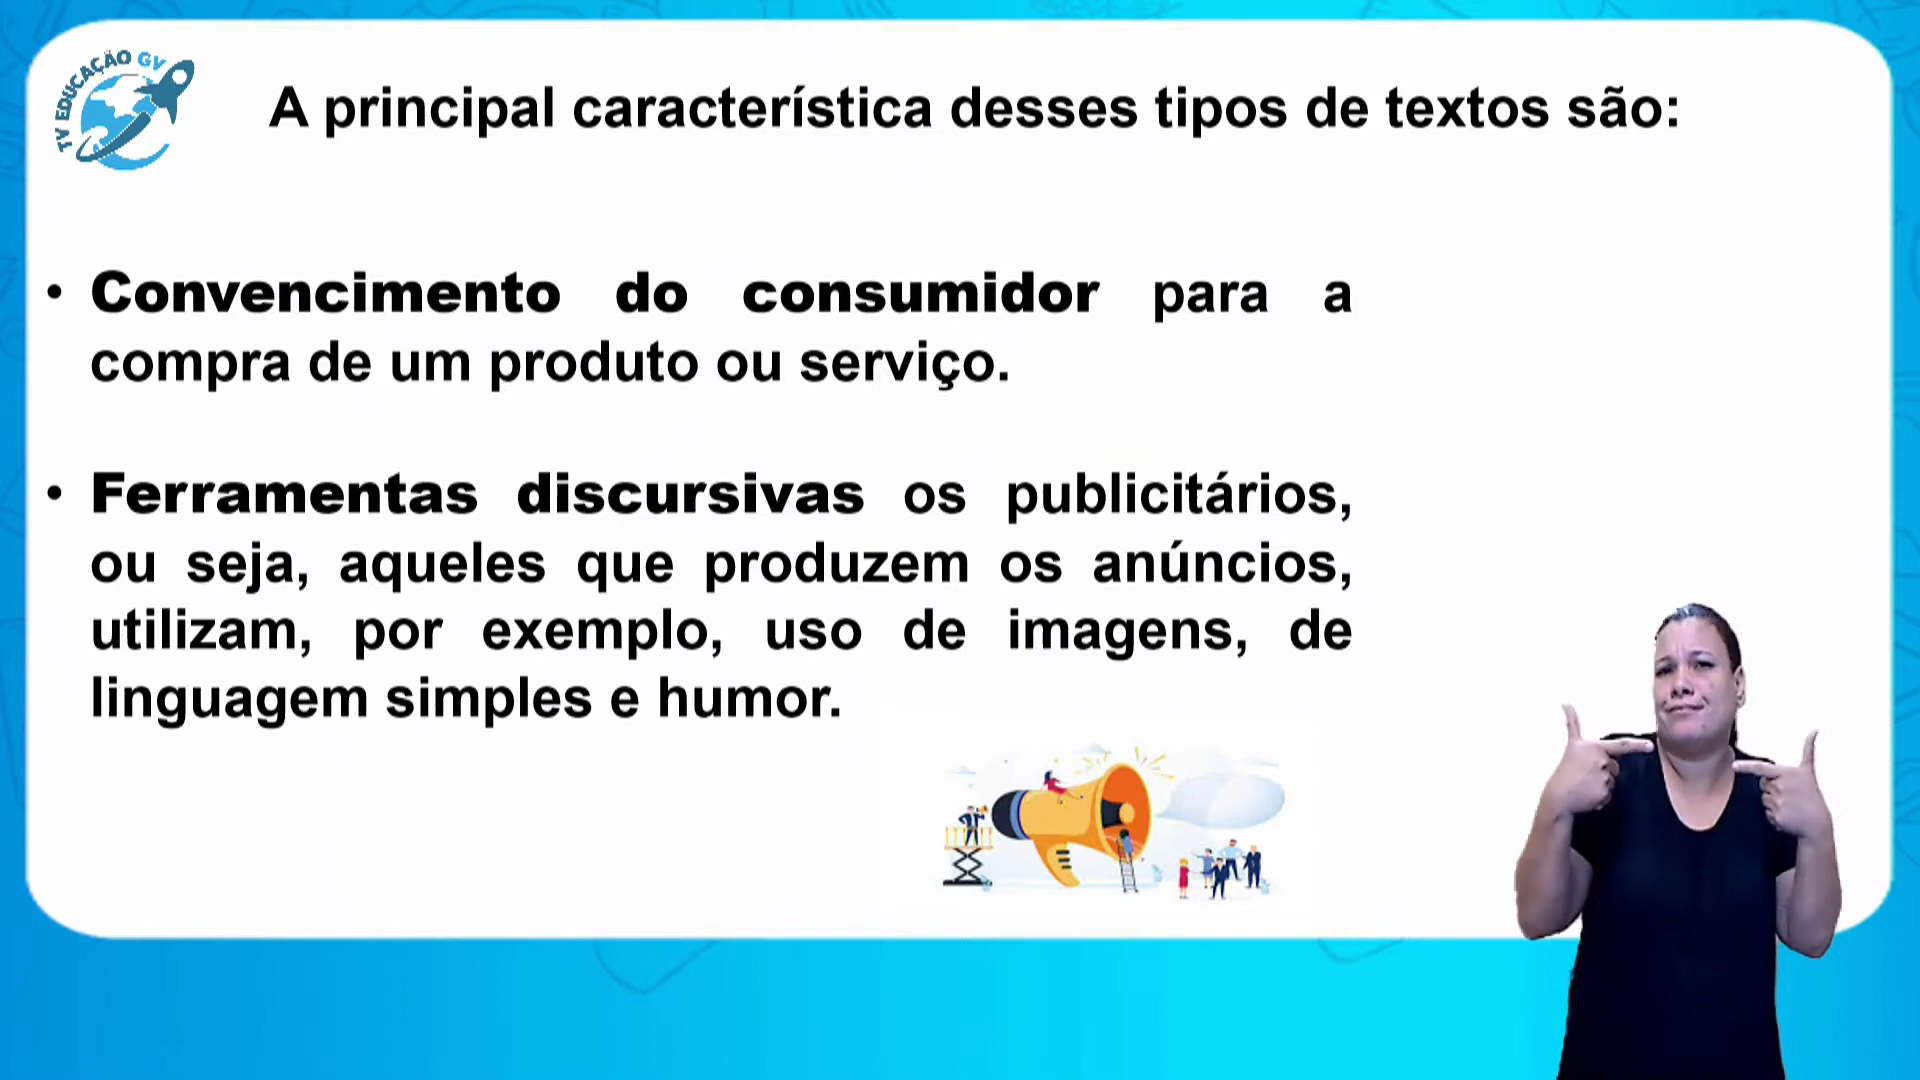 TV EDUCAÇÃO GV
A principal característica desses tipos de textos são:
• Convencimento do consumidor para a
compra de um produto ou serviço.
• Ferramentas discursivas os publicitários,
ou seja, aqueles que produzem os anúncios,
utilizam, por exemplo, uso de imagens, de
linguagem simples e humor.